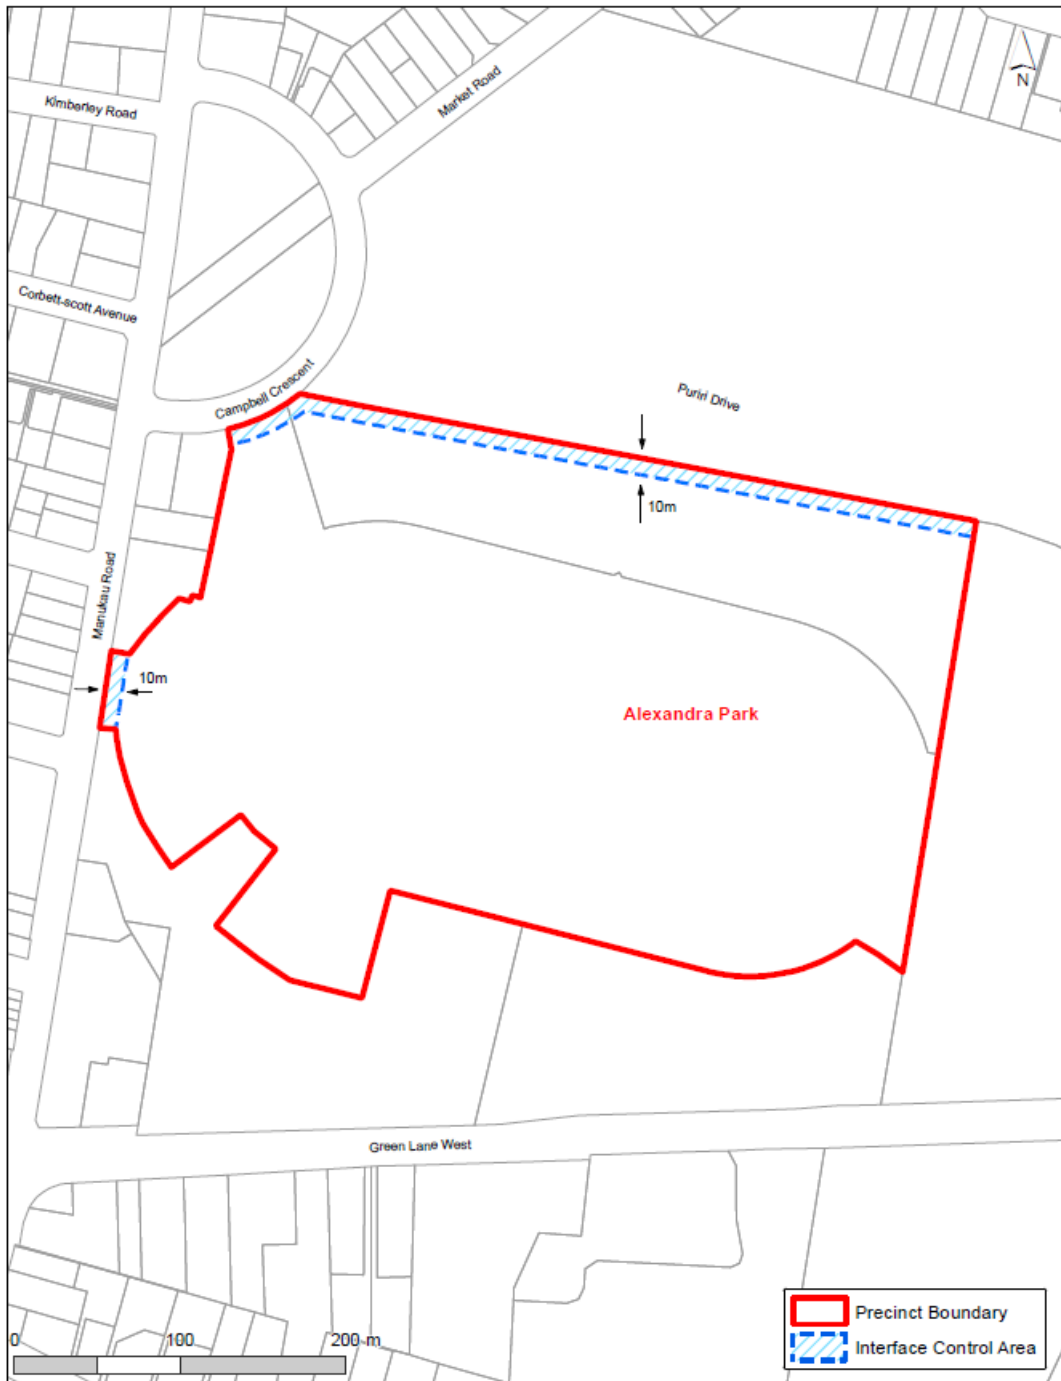 N
Market Road
Kimberley Road
Corbett-scott Avenue
Campbell Crescent
Puriri Drive
10m
Manukau Road
10m
Alexandra Park
Green Lane West
Precinct Boundary
Interface Control Area
0 100 200 m